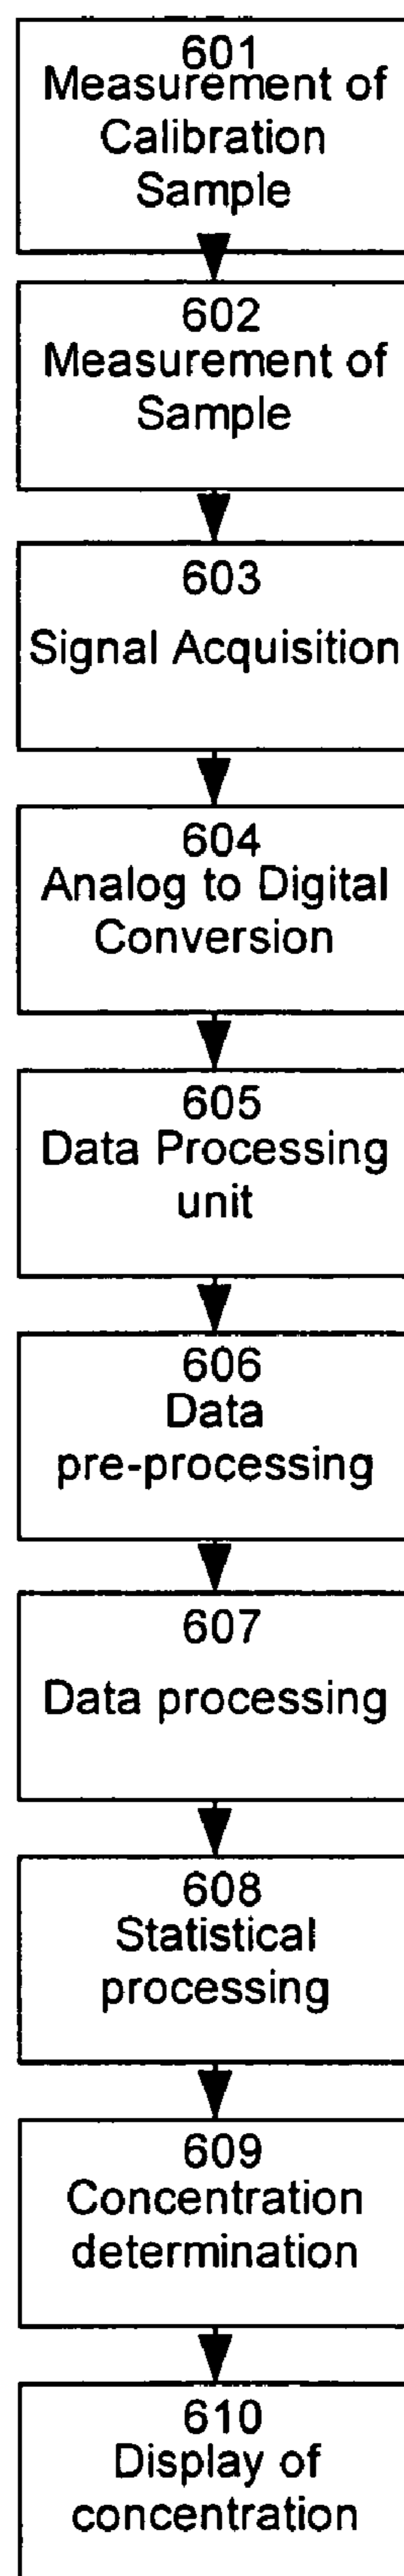 601
Measurement of
Calibration
Sample
602
Measurement of
Sample
603
Signal Acquisition
604
Analog to Digital
Conversion
605
Data Processing
unit
606
Data
pre-processing
607
Data processing
608
Statistical
processing
609
Concentration
determination
610
Display of
concentration